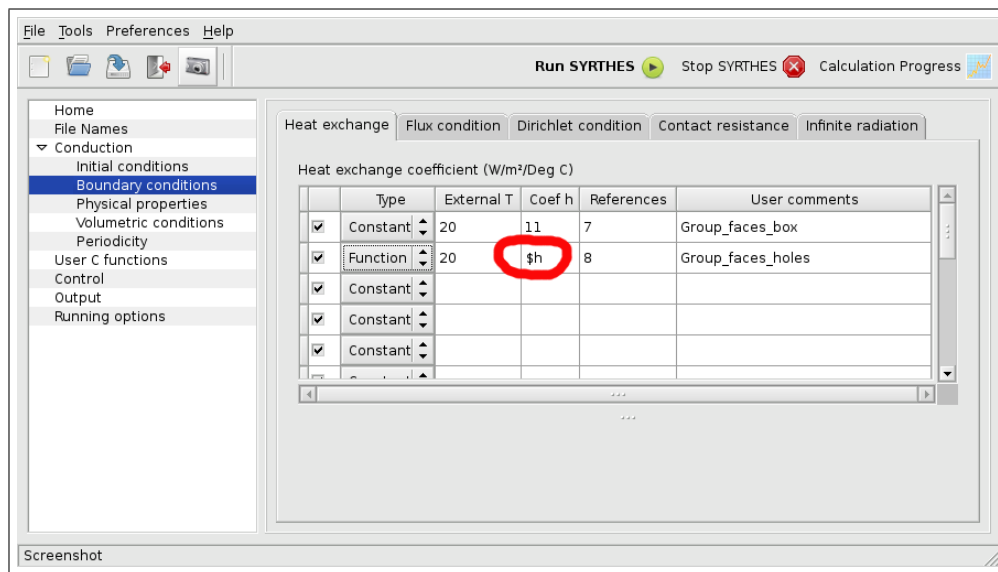 File Tools Preferences Help
Run SYRTHES Stop SYRTHES Calculation Progress
Home
File Names
Conduction
Initial conditions
Boundary conditions
Physical properties
Volumetric conditions
Periodicity
User C functions
Control
Output
Running options
Heat exchange Flux condition Dirichlet condition Contact resistance Infinite radiation
Heat exchange coefficient (W/m²/Deg C)
Type External T Coef h References User comments
Constant 20 11 7 Group_faces_box
Function 20 $h 8 Group_faces_holes
Constant
Constant
Constant
Screenshot